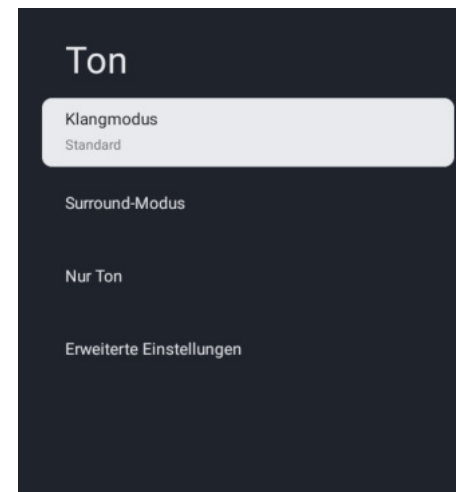 Ton
Klangmodus
Standard
Surround-Modus
Nur Ton
Erweiterte Einstellungen